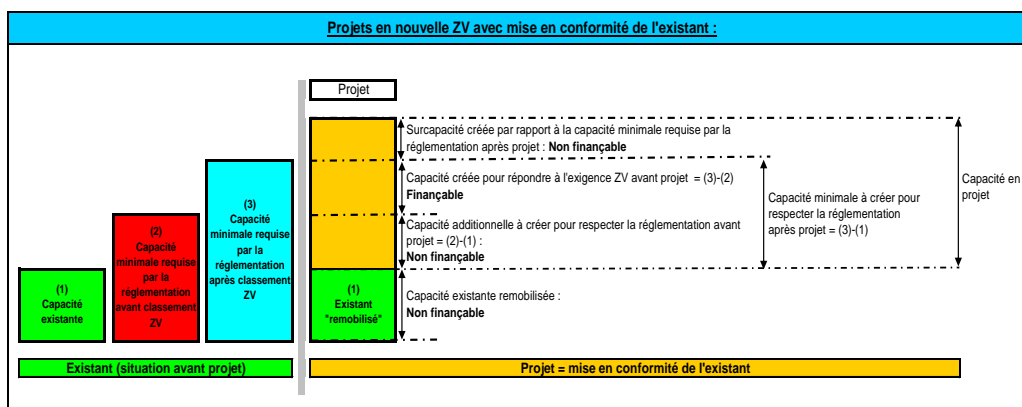 Projets en nouvelle ZV avec mise en conformité de l'existant :
Projet
Surcapacité créée par rapport à la capacité minimale requise par la
réglementation après projet : Non finançable
Capacité créée pour répondre à l'exigence ZV avant projet = (3)-(2)
Finançable
Capacité additionnelle à créer pour respecter la réglementation avant
projet = (2)-(1) :
Non finançable
Capacité existante remobilisée :
Non finançable
Capacité minimale à créer pour
respecter la réglementation
après projet = (3)-(1)
Capacité en
projet
(1)
Capacité
existante
(2)
Capacité
minimale requise
par la
réglementation
avant classement
ZV
(3)
Capacité
minimale requise
par la
réglementation
après classement
ZV
(1)
Existant
"remobilisé"
Existant (situation avant projet)
Projet = mise en conformité de l'existant